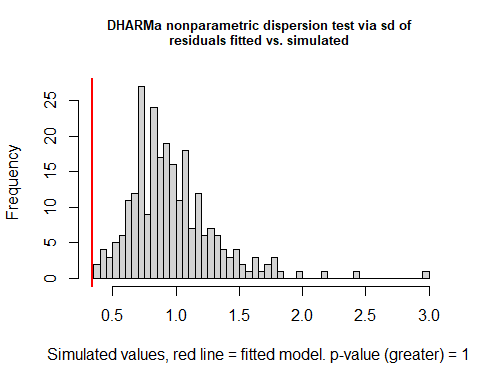 DHARMa nonparametric dispersion test via sd of
residuals fitted vs. simulated
Frequency
25
20
15
10
5
0
0.5 1.0 1.5 2.0 2.5 3.0
Simulated values, red line = fitted model. p-value (greater) = 1